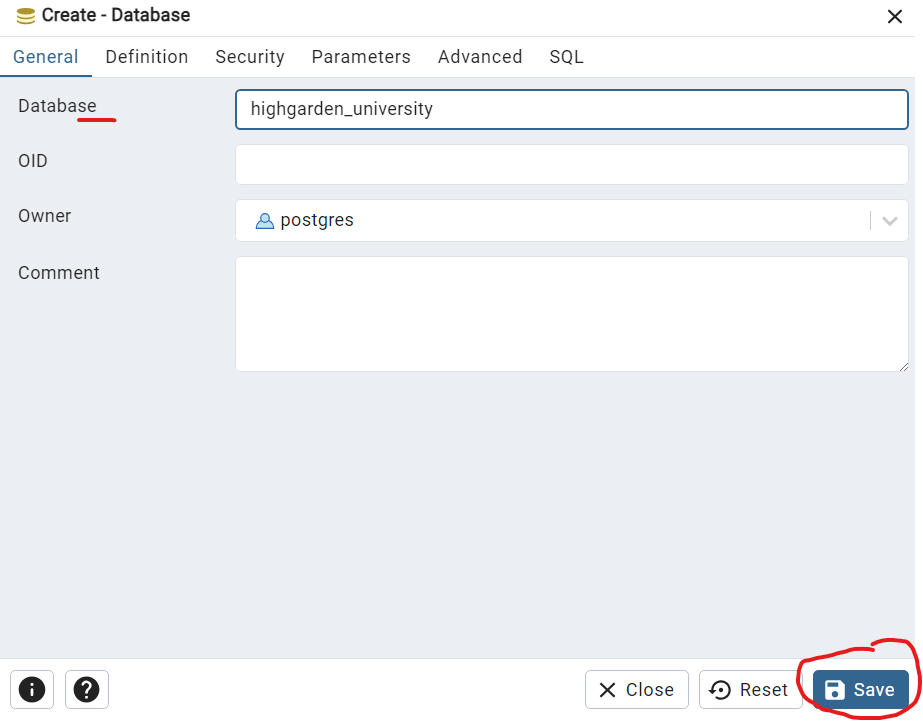 Create - Database
General Definition Security Parameters Advanced SQL
Database highgarden_university
OID
Owner postgres
Comment
Close Reset Save